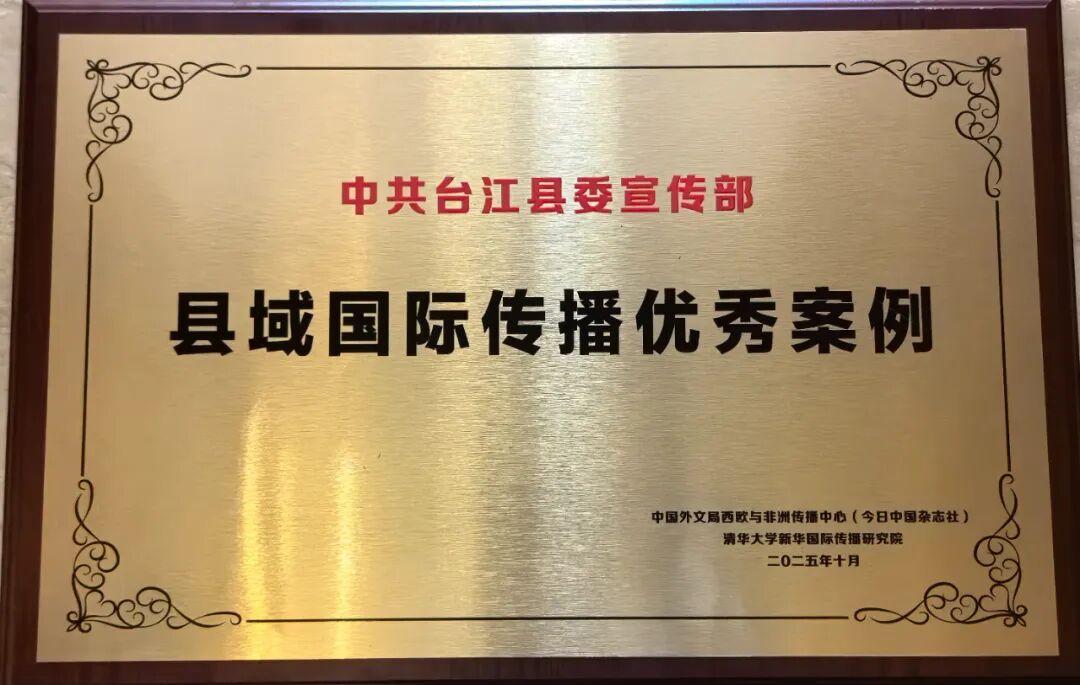 中共台江县委宣传部
县域国际传播优秀案例
中国外文局西欧与非洲传播中心（今日中国杂志社）
清华大学新华国际传播研究院
二〇二五年十月